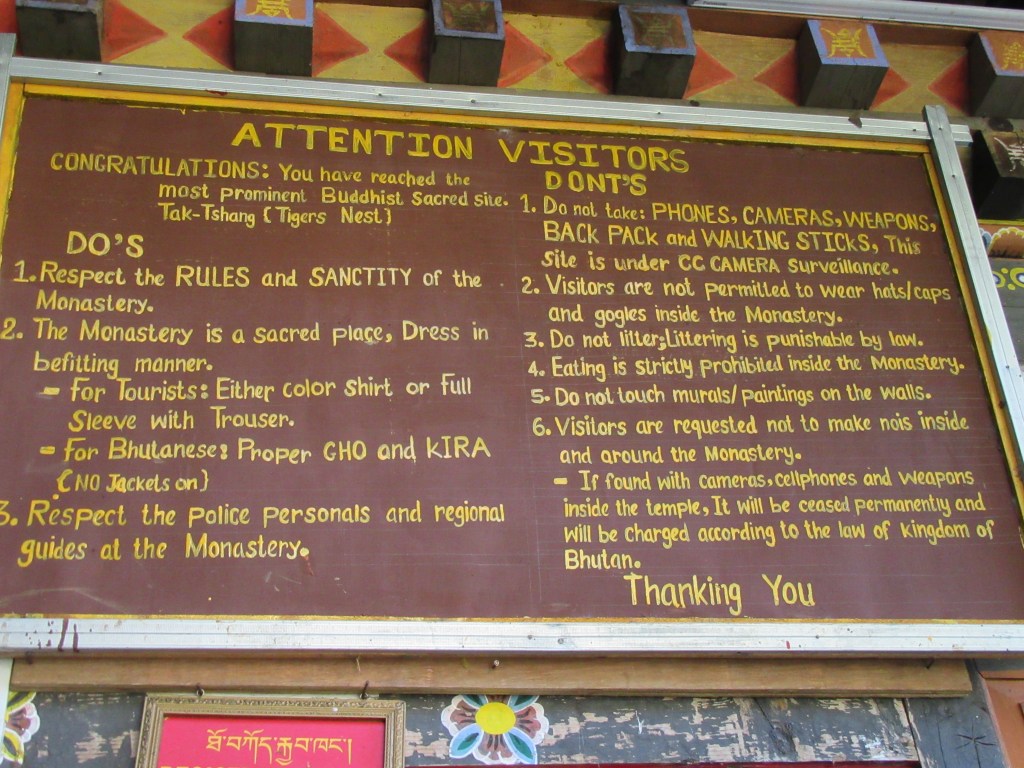 ATTENTION VISITORS
CONGRATULATIONS: You have reached the
most prominent Buddhist Sacred site.
Tak-Tshang (Tigers Nest)
DO'S
1. Respect the RULES and SANCTITY of the
Monastery.
2. The Monastery is a sacred place, Dress in
befitting manner.
- For Tourists: Either color Shirt or Full
Sleeve with Trouser.
- For Bhutanese: Proper GHO and KIRA
(NO Jackets on)
3. Respect the police personals and regional
guides at the Monastery.
DONT'S
1. Do not take: PHONES, CAMERAS, WEAPONS,
BACK PACK and WALKING STICKS, This
Site is under CC CAMERA Surveillance.
2. Visitors are not permitted to wear hats/caps
and gogles inside the Monastery.
3. Do not litter; Littering is punishable by law.
4. Eating is strictly prohibited inside the Monastery.
5. Do not touch murals/paintings on the walls.
6. Visitors are requested not to make nois inside
and around the Monastery.
- If found with cameras, cellphones and weapons
inside the temple, It will be ceased permanently and
will be charged according to the law of kingdom of
Bhutan.
Thanking You
ཐོ་བཀོད་རྐྱབ་ཁང་།